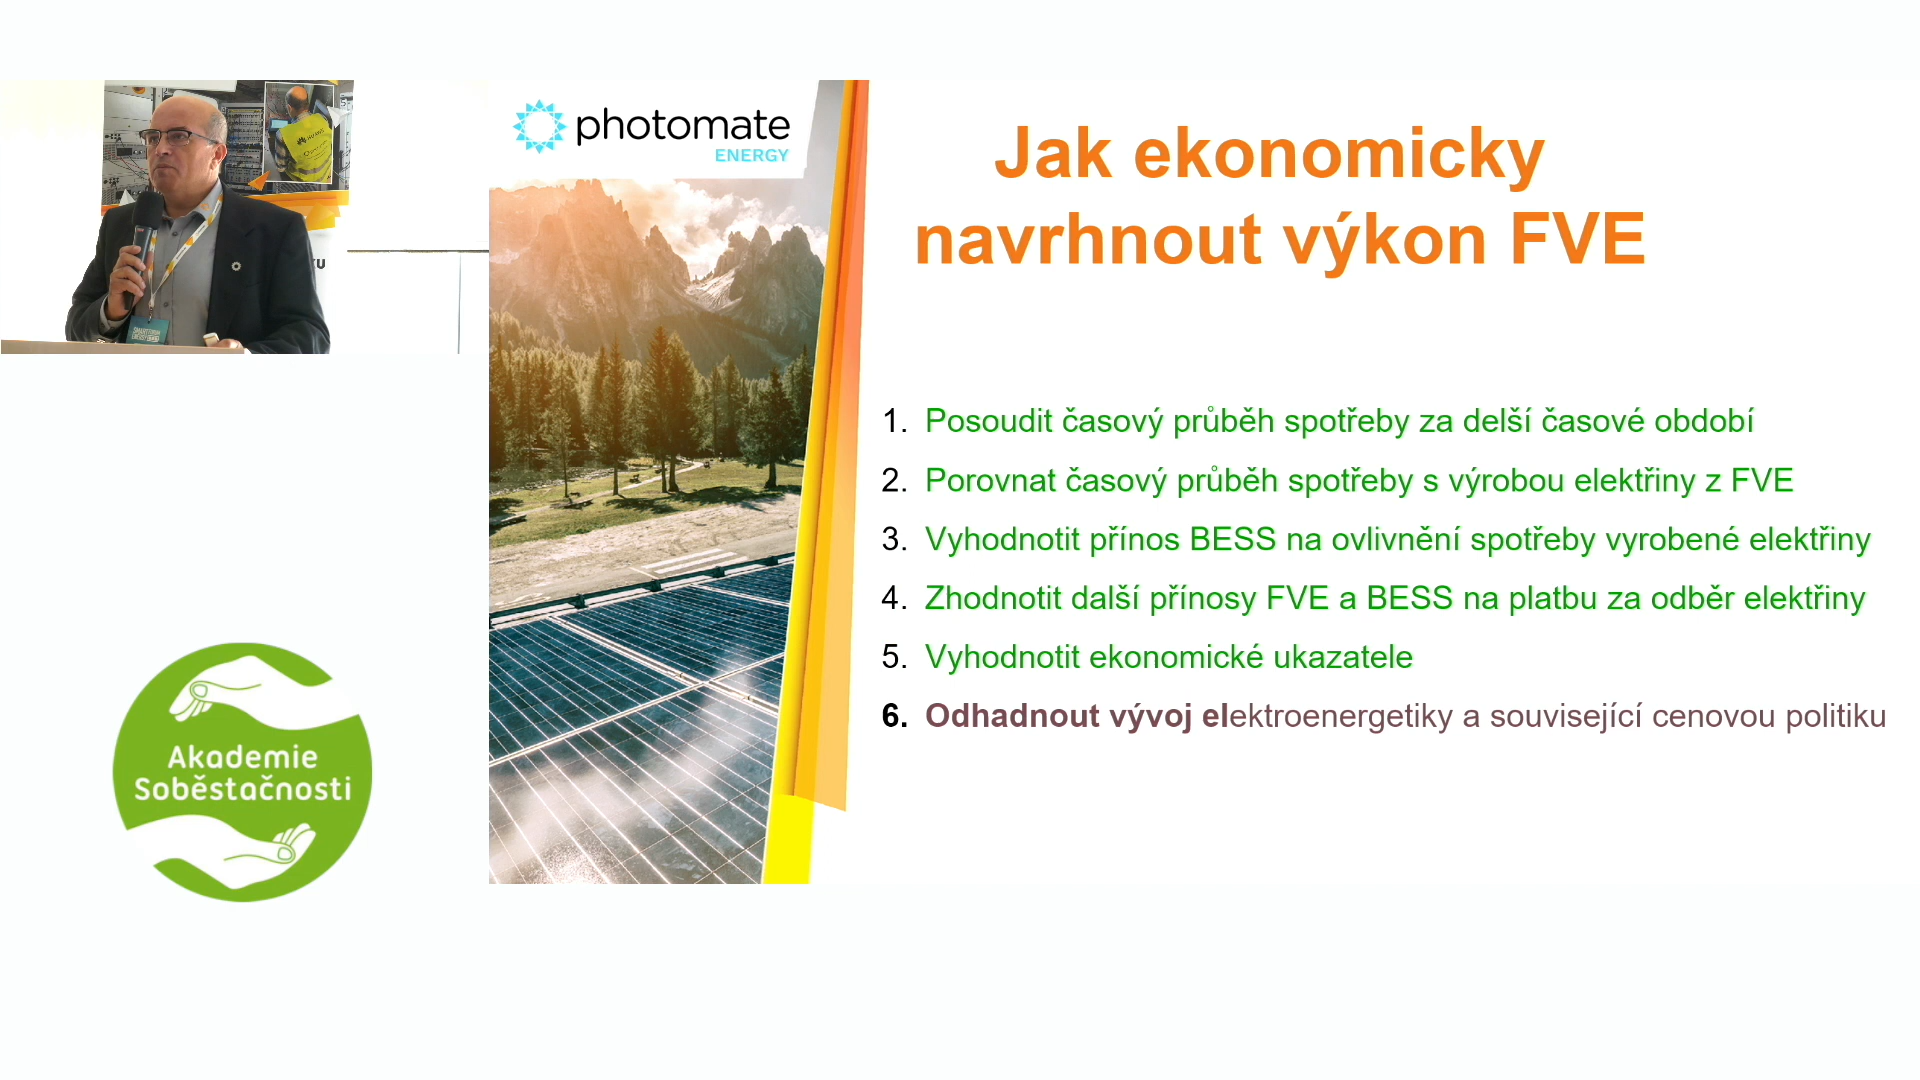 photomate
ENERGY
Jak ekonomicky
navrhnout výkon FVE
1. Posoudit časový průběh spotřeby za delší časové období
2. Porovnat časový průběh spotřeby s výrobou elektřiny z FVE
3. Vyhodnotit přínos BESS na ovlivnění spotřeby vyrobené elektřiny
4. Zhodnotit další přínosy FVE a BESS na platbu za odběr elektřiny
5. Vyhodnotit ekonomické ukazatele
6. Odhadnout vývoj elektroenergetiky a související cenovou politiku
Akademie
Soběstačnosti